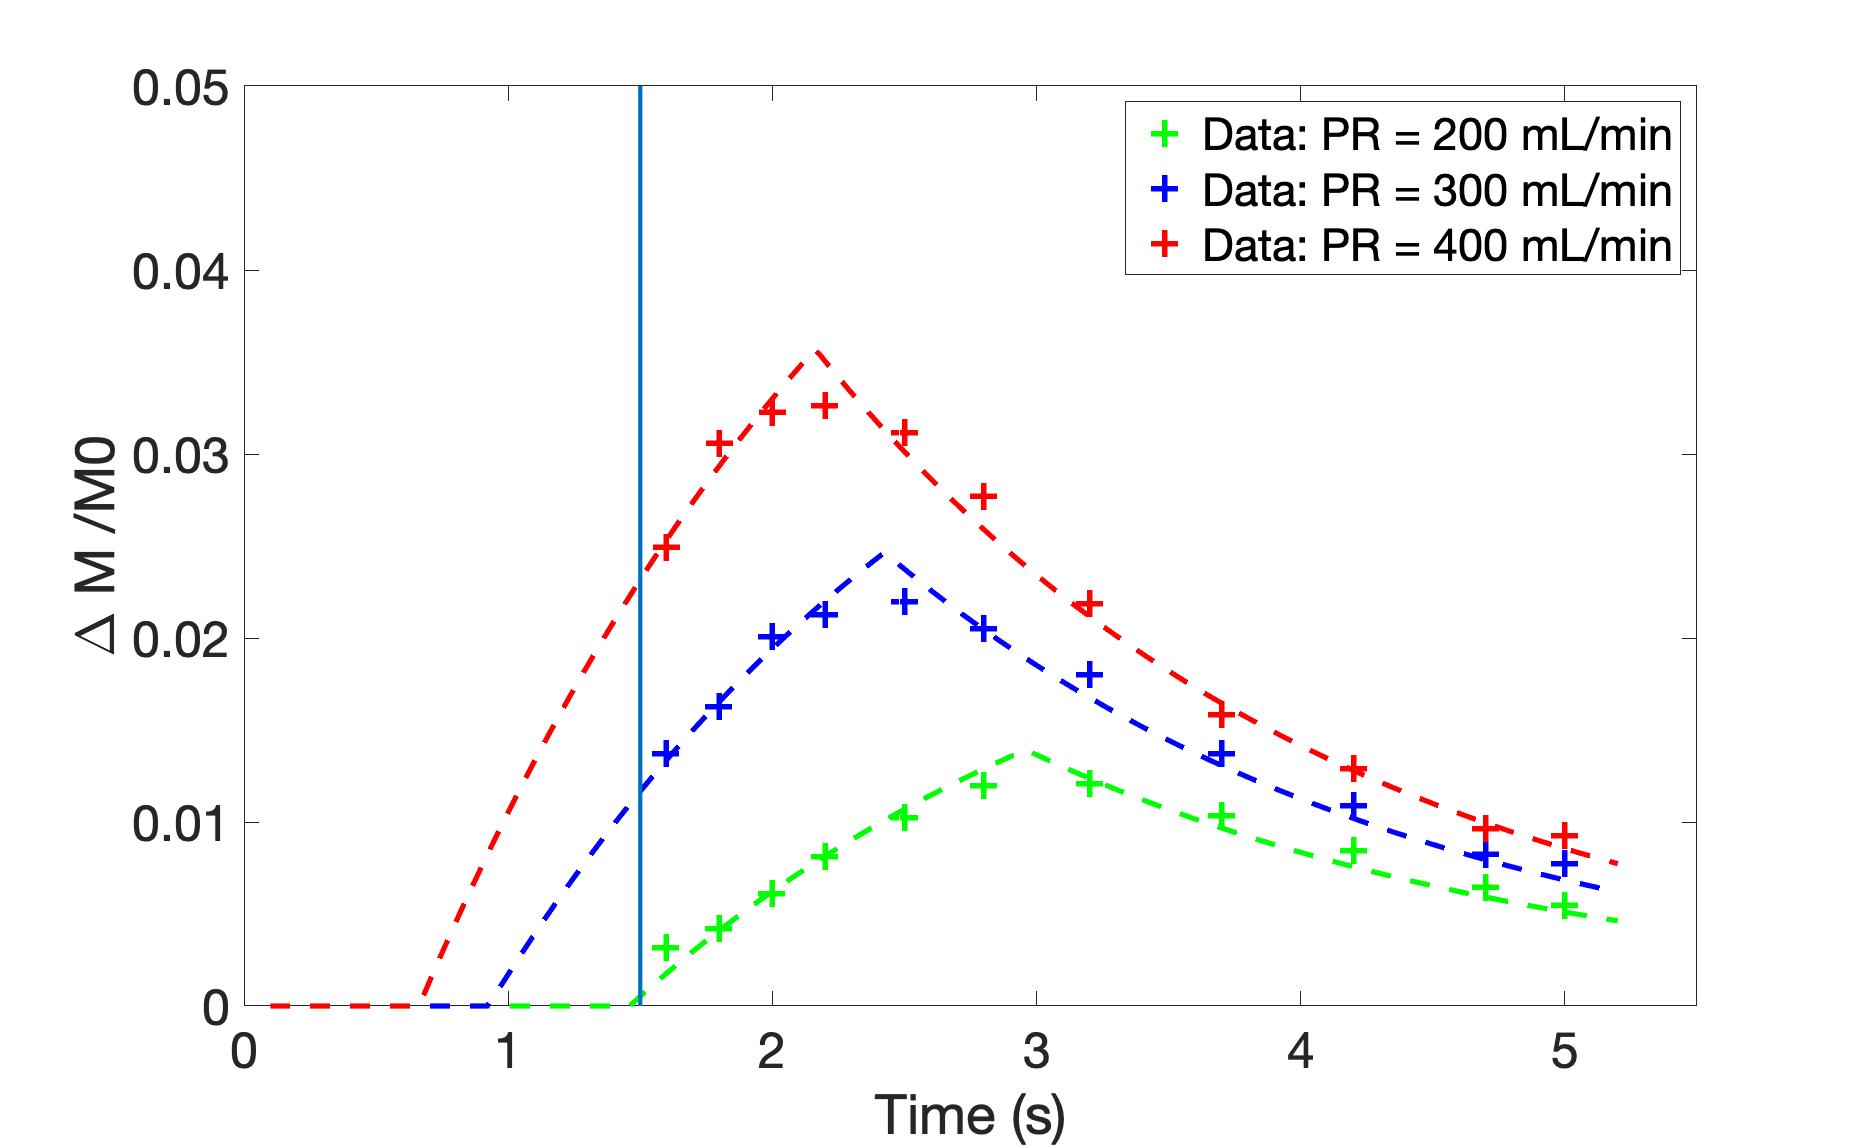 0.05
0.04
0.03
0.02
0.01
0
Δ M /M0
Data: PR = 200 mL/min
Data: PR = 300 mL/min
Data: PR = 400 mL/min
0 1 2 3 4 5
Time (s)